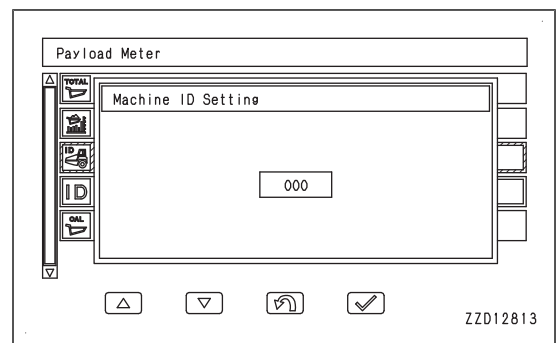 Payload Meter
TOTAL
Machine ID Setting
ID
000
ID
CAL
ZZD12813